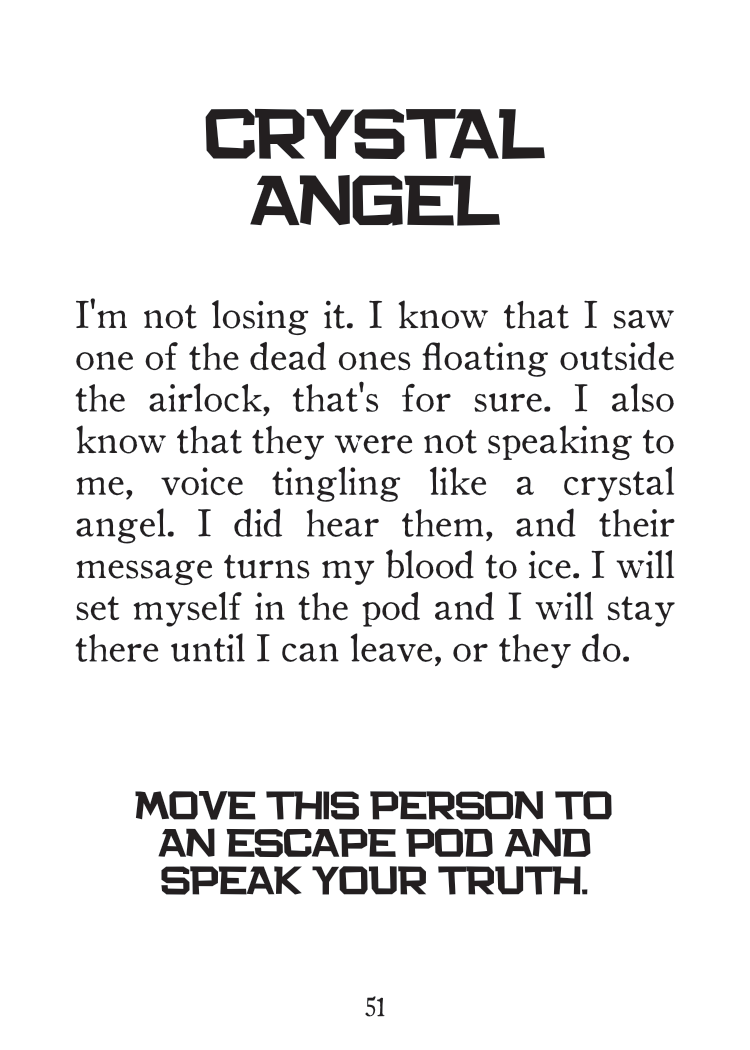 CRYSTAL
ANGEL
I'm not losing it. I know that I saw
one of the dead ones floating outside
the airlock, that's for sure. I also
know that they were not speaking to
me, voice tingling like a crystal
angel. I did hear them, and their
message turns my blood to ice. I will
set myself in the pod and I will stay
there until I can leave, or they do.
MOVE THIS PERSON TO
AN ESCAPE POD AND
SPEAK YOUR TRUTH.
51